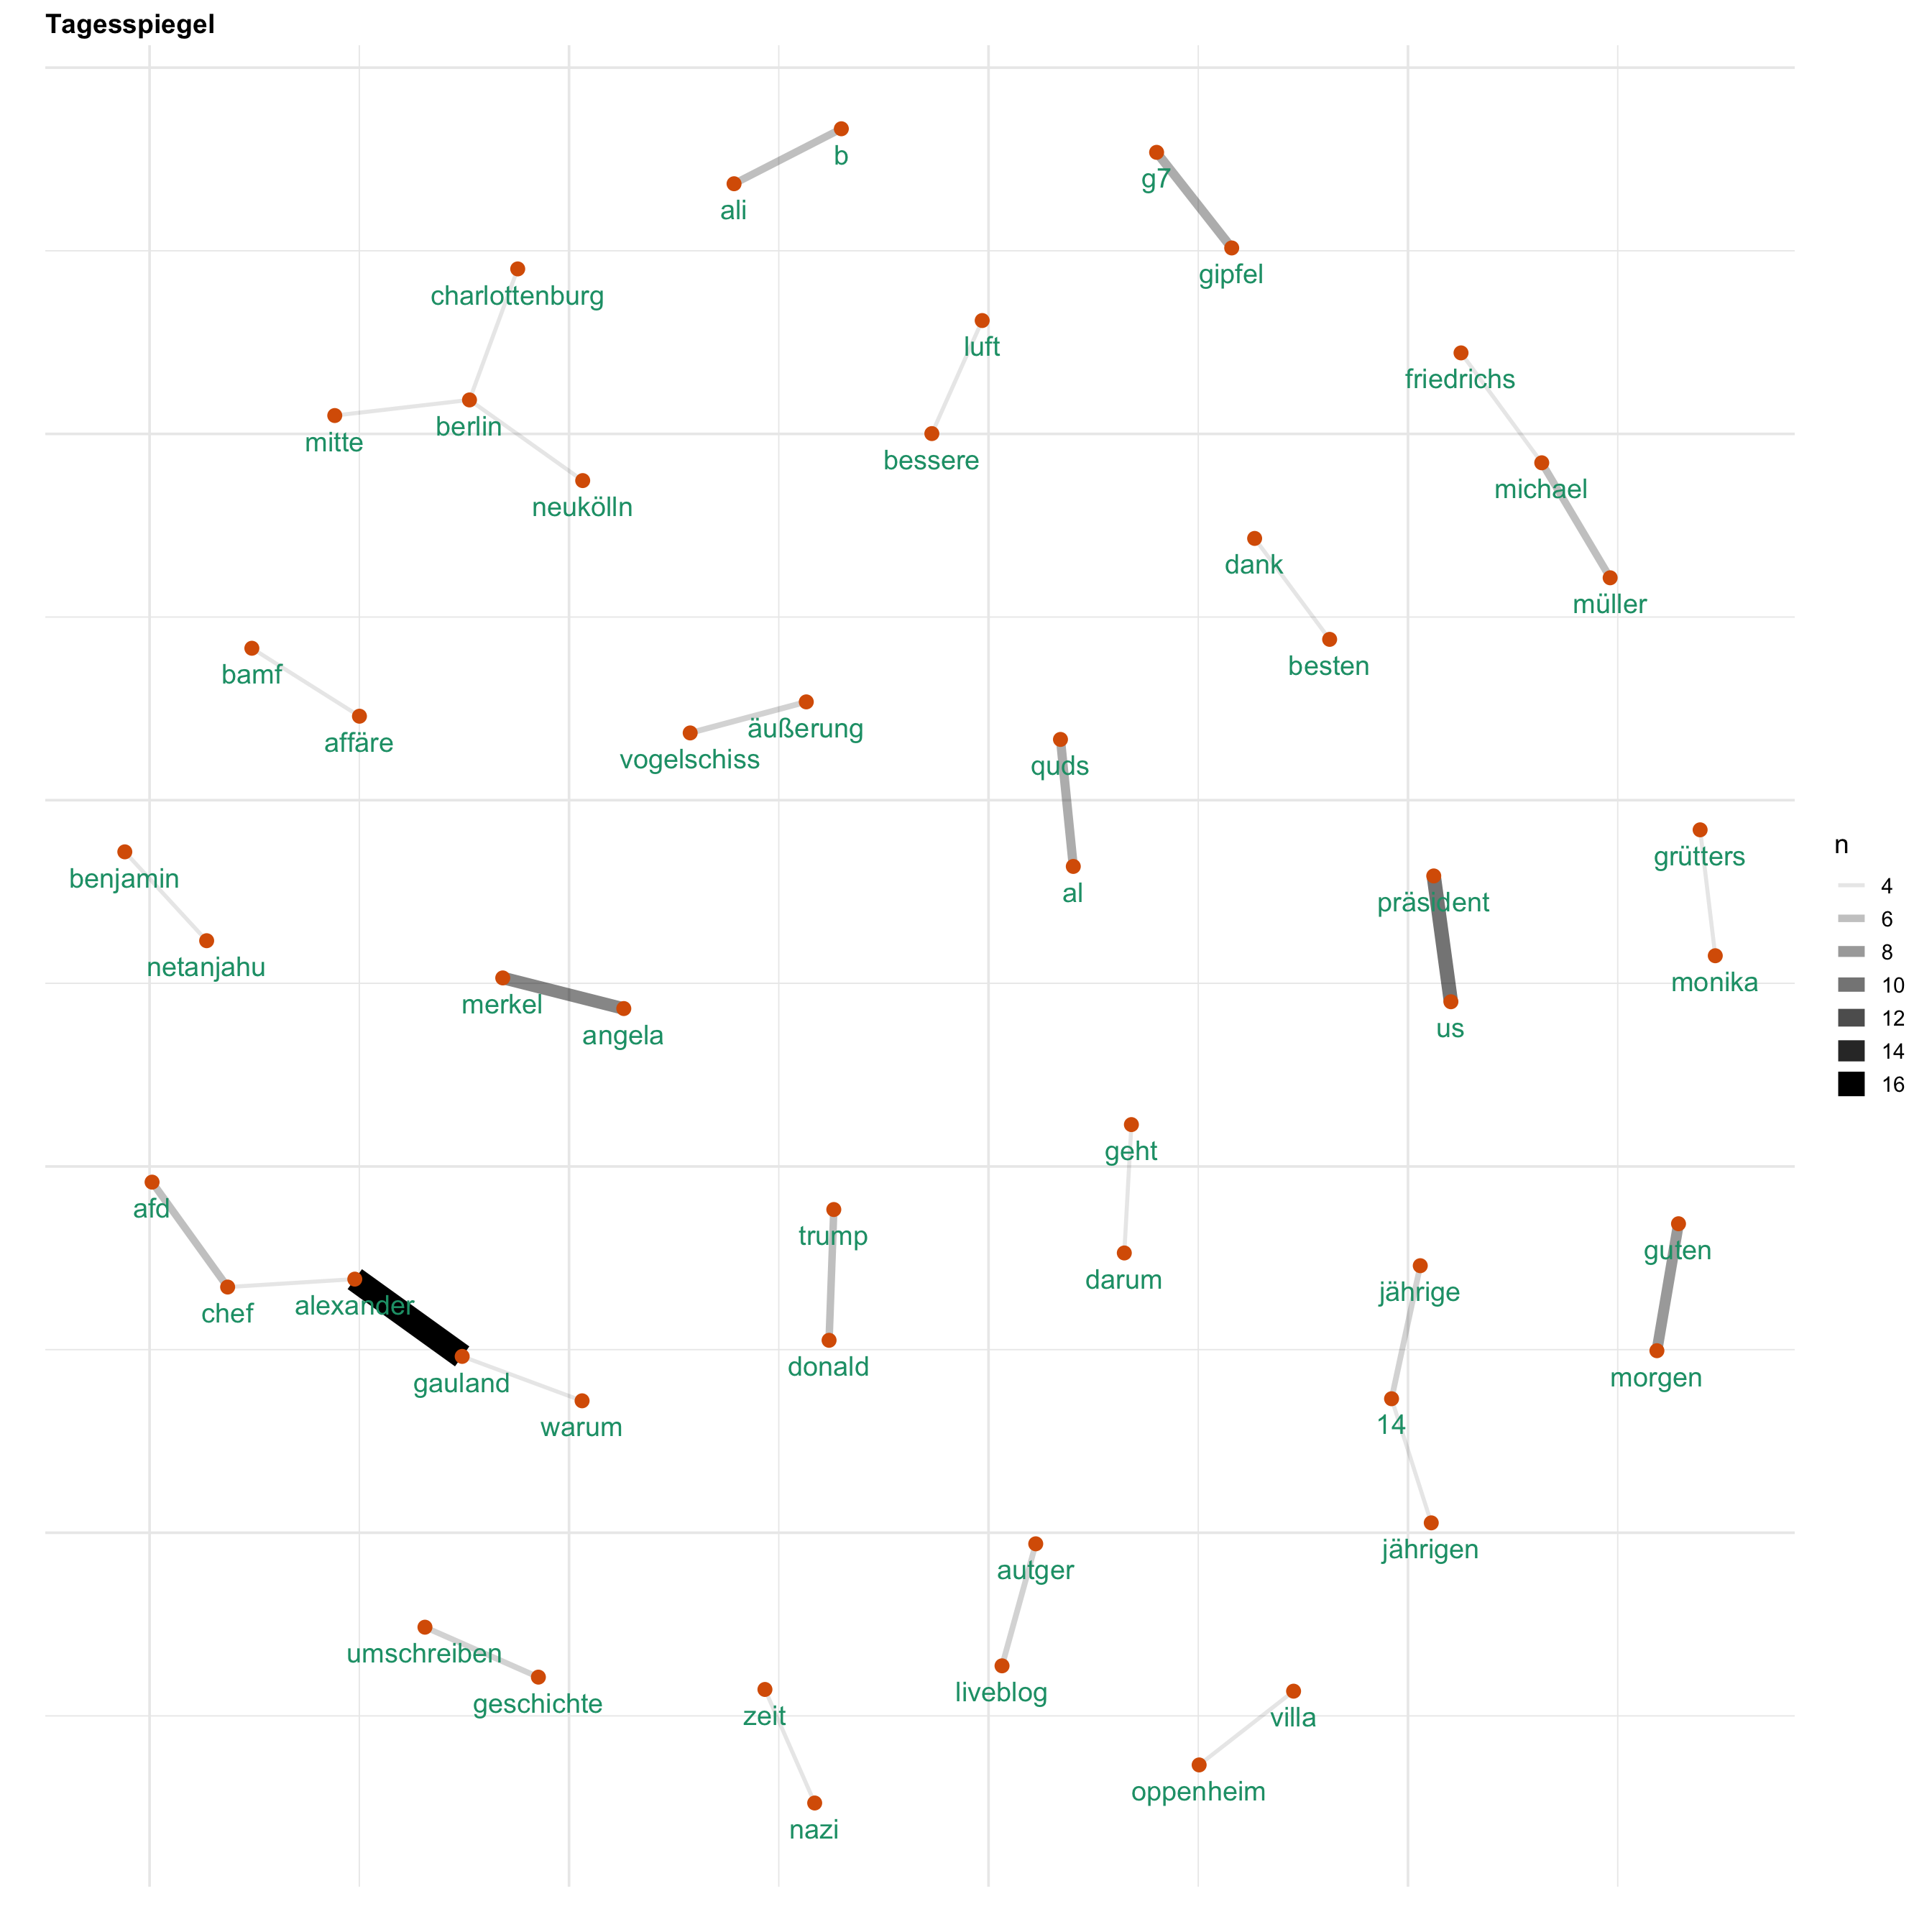 Tagesspiegel
b
ali
g7
gipfel
charlottenburg
luft
friedrichs
mitte
berlin
bessere
michael
neukölln
dank
müller
bamf
besten
affäre
äußerung
vogelschiss
quds
benjamin
al
grütters
präsident
netanjahu
merkel
angela
us
monika
n
4
6
8
10
12
14
16
geht
afd
trump
guten
darum
jährige
chef
alexander
donald
morgen
gauland
warum
14
jährigen
autger
umschreiben
geschichte
liveblog
zeit
villa
oppenheim
nazi